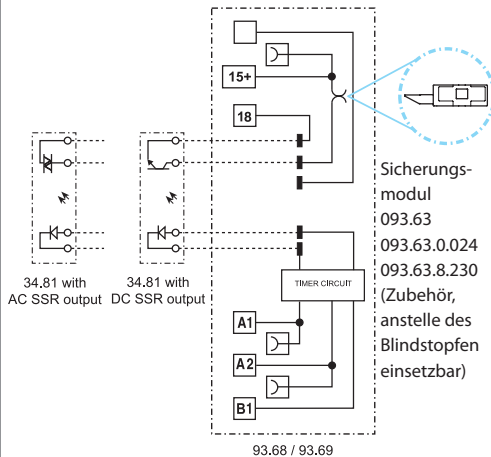 15+
18
Sicherungs-
modul
093.63
093.63.0.024
093.63.8.230
(Zubehör,
anstelle des
Blindstopfen
einsetzbar)
34.81 with
AC SSR output
34.81 with
DC SSR output
TIMER CIRCUIT
A1
A2
B1
93.68 / 93.69